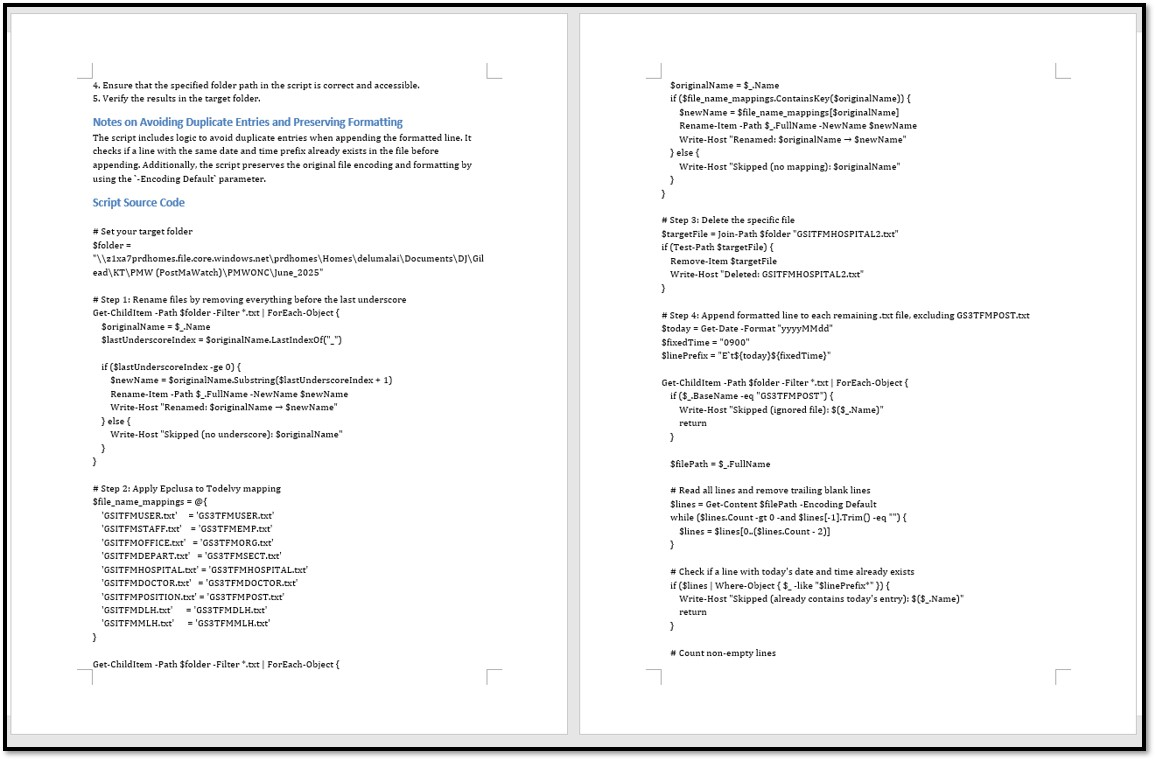 4. Ensure that the specified folder path in the script is correct and accessible.
5. Verify the results in the target folder.
Notes on Avoiding Duplicate Entries and Preserving Formatting
The script includes logic to avoid duplicate entries when appending the formatted line. It
checks if a line with the same date and time prefix already exists in the file before
appending. Additionally, the script preserves the original file encoding and formatting by
using the `-Encoding Default` parameter.
Script Source Code
# Set your target folder
$folder =
"\\z1xa7prdhomes.file.core.windows.net\prdhomes\Homes\delumalai\Documents\DJ\Gil
ead\KT\PMW (PostMaWatch)\PMWONC\June_2025"
# Step 1: Rename files by removing everything before the last underscore
Get-ChildItem -Path $folder -Filter *.txt | ForEach-Object {
    $originalName = $_.Name
    $lastUnderscoreIndex = $originalName.LastIndexOf("_")
    if ($lastUnderscoreIndex -ge 0) {
        $newName = $originalName.Substring($lastUnderscoreIndex + 1)
        Rename-Item -Path $_.FullName -NewName $newName
        Write-Host "Renamed: $originalName → $newName"
    } else {
        Write-Host "Skipped (no underscore): $originalName"
    }
}
# Step 2: Apply Epclusa to Todelvy mapping
$file_name_mappings = @{
    'GSITFMUSER.txt' = 'GS3TFMUSER.txt'
    'GSITFMSTAFF.txt' = 'GS3TFMEMP.txt'
    'GSITFMOFFICE.txt' = 'GS3TFMORG.txt'
    'GSITFMDEPART.txt' = 'GS3TFMSECT.txt'
    'GSITFMHOSPITAL.txt' = 'GS3TFMHOSPITAL.txt'
    'GSITFMDOCTOR.txt' = 'GS3TFMDOCTOR.txt'
    'GSITFMPOSITION.txt' = 'GS3TFMPOST.txt'
    'GSITFMDLH.txt' = 'GS3TFMDLH.txt'
    'GSITFMMLH.txt' = 'GS3TFMMLH.txt'
}
Get-ChildItem -Path $folder -Filter *.txt | ForEach-Object {
    $originalName = $_.Name
    if ($file_name_mappings.ContainsKey($originalName)) {
        $newName = $file_name_mappings[$originalName]
        Rename-Item -Path $_.FullName -NewName $newName
        Write-Host "Renamed: $originalName → $newName"
    } else {
        Write-Host "Skipped (no mapping): $originalName"
    }
}
# Step 3: Delete the specific file
$targetFile = Join-Path $folder "GSITFMHOSPITAL2.txt"
if (Test-Path $targetFile) {
    Remove-Item $targetFile
    Write-Host "Deleted: GSITFMHOSPITAL2.txt"
}
# Step 4: Append formatted line to each remaining .txt file, excluding GS3TFMPOST.txt
$today = Get-Date -Format "yyyyMMdd"
$fixedTime = "0900"
$linePrefix = "E`t${today}${fixedTime}"
Get-ChildItem -Path $folder -Filter *.txt | ForEach-Object {
    if ($_.BaseName -eq "GS3TFMPOST") {
        Write-Host "Skipped (ignored file): $($_.Name)"
        return
    }
    $filePath = $_.FullName
    # Read all lines and remove trailing blank lines
    $lines = Get-Content $filePath -Encoding Default
    while ($lines.Count -gt 0 -and $lines[-1].Trim() -eq "") {
        $lines = $lines[0..($lines.Count - 2)]
    }
    # Check if a line with today's date and time already exists
    if ($lines | Where-Object { $_ -like "$linePrefix*" }) {
        Write-Host "Skipped (already contains today's entry): $($_.Name)"
        return
    }
    # Count non-empty lines